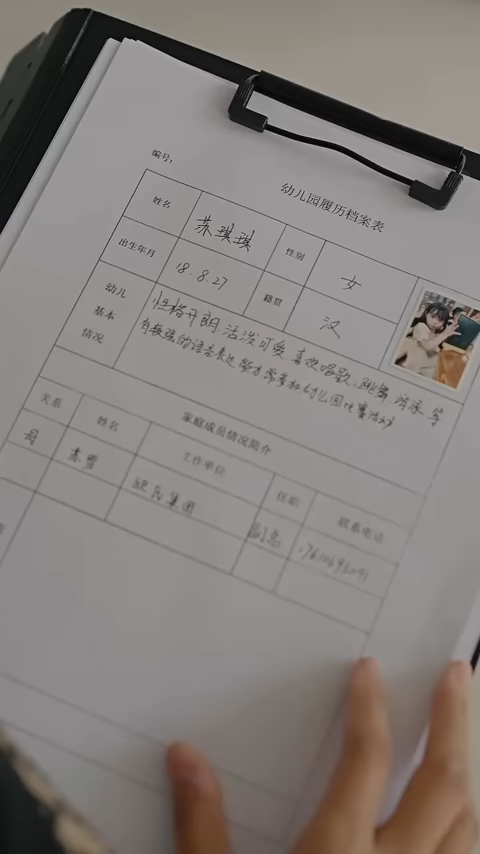 编号:
幼儿园履历档案表
姓名 苏琪琪 性别 女
出生年月 18.8.27 籍贯 汉
幼儿基本情况
性格开朗 活泼可爱 喜欢唱歌、跳舞、游泳 等
有较强的语言表达能力 常参加幼儿园比赛活动
家庭成员情况简介
关系 姓名 工作单位 任职 联系电话
母 苏盟 集团 副总